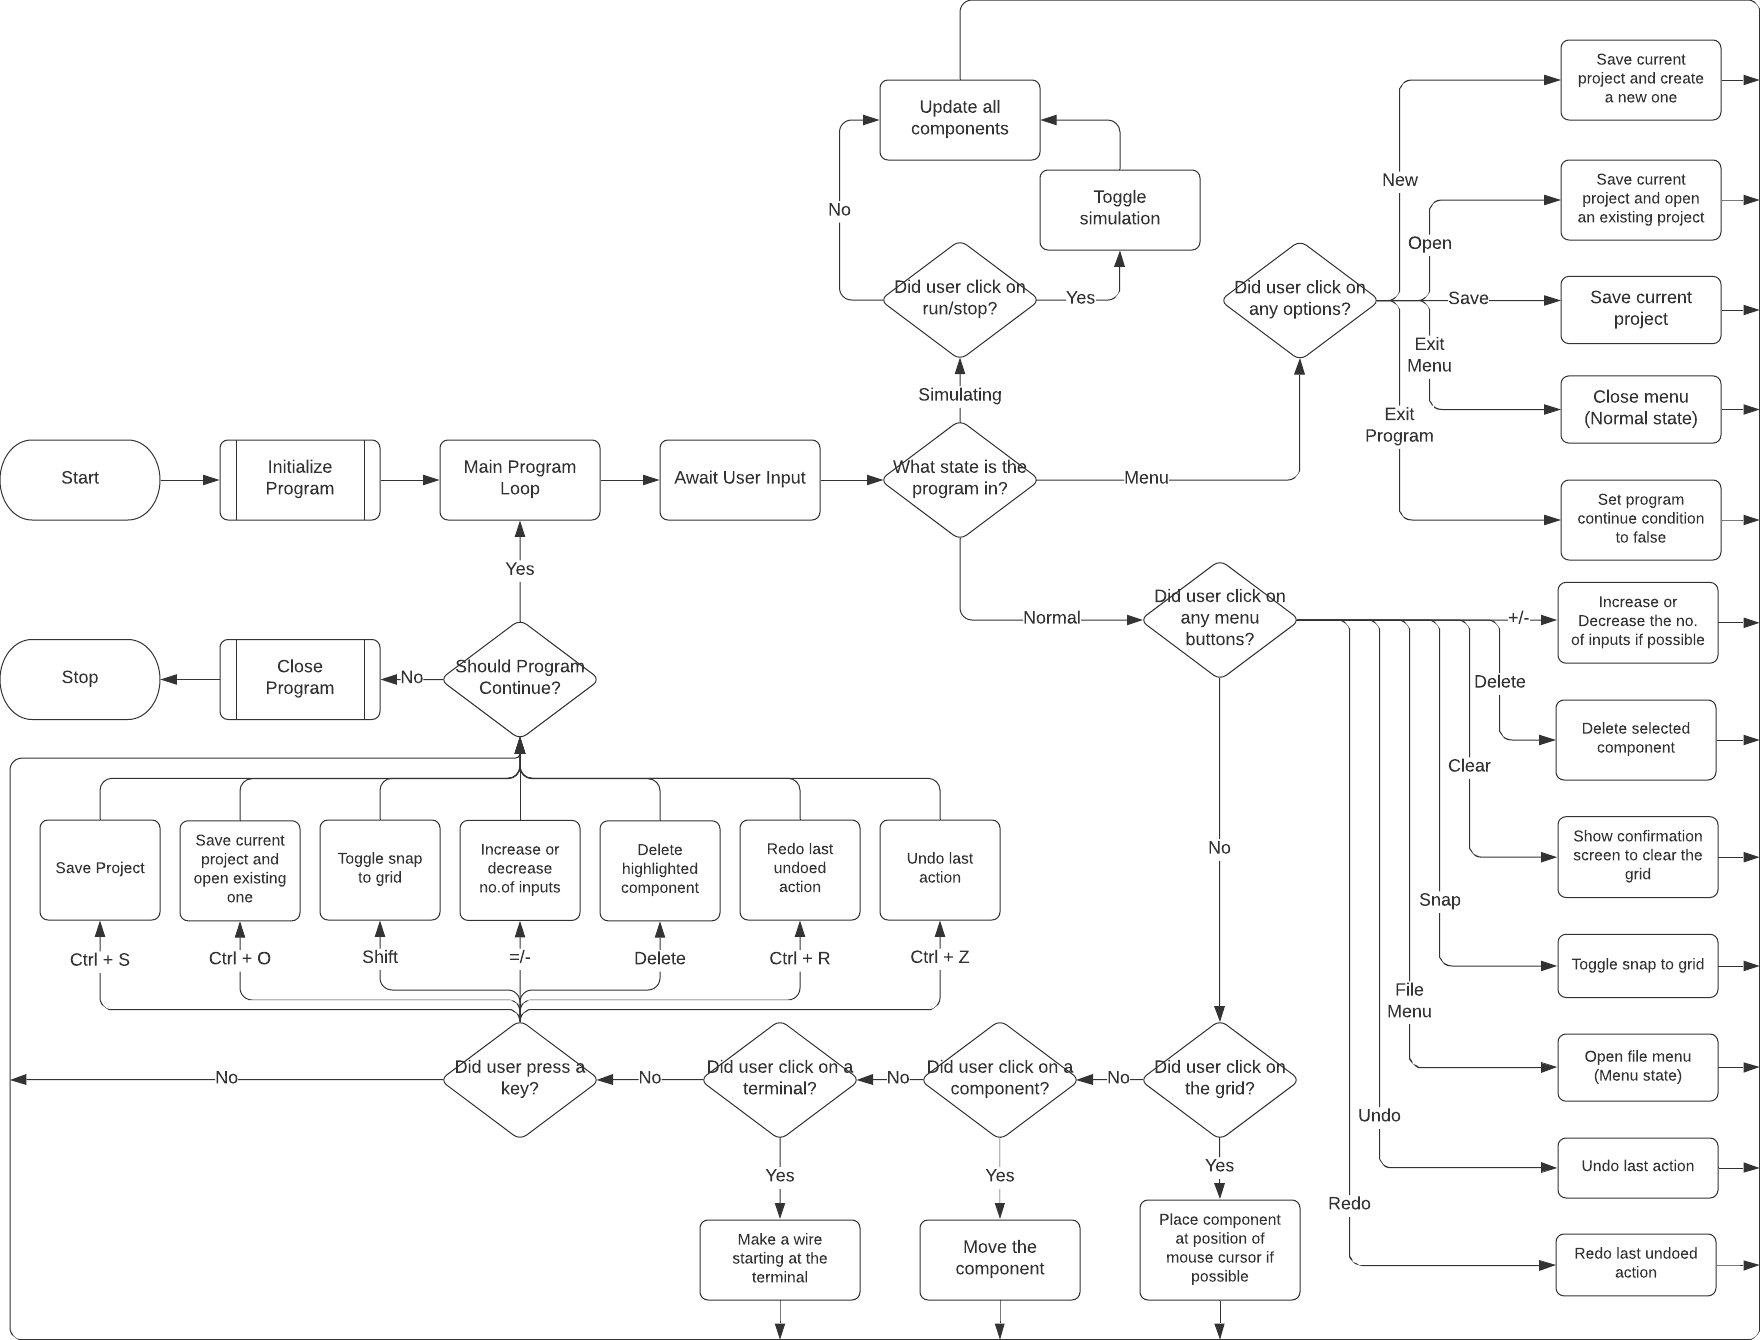 Save current
project and create
a new one
Update all
components
New
Save current
project and open
an existing project
Toggle
simulation
No
Open
Did user click on
run/stop?
Yes
Did user click on
any options?
Save
Save current
project
Exit
Menu
Simulating
Close menu
(Normal state)
Exit
Program
Start
Initialize
Program
Main Program
Loop
Await User Input
What state is the
program in?
Menu
Set program
continue condition
to false
Yes
Did user click on
any menu
buttons?
Normal
+/-
Increase or
Decrease the no.
of inputs if possible
Stop
Close
Program
No
Should Program
Continue?
Delete
Delete selected
component
Clear
Save Project
Save current
project and
open existing
one
Toggle snap
to grid
Increase or
decrease
no.of inputs
Delete
highlighted
component
Redo last
undoed
action
Undo last
action
No
Show confirmation
screen to clear the
grid
Snap
Ctrl + S
Ctrl + O
Shift
=/-
Delete
Ctrl + R
Ctrl + Z
Toggle snap to grid
File
Menu
No
Did user press a
key?
No
Did user click on a
terminal?
No
Did user click on a
component?
No
Did user click on
the grid?
Open file menu
(Menu state)
Undo
Yes
Yes
Yes
Undo last action
Redo
Make a wire
starting at the
terminal
Move the
component
Place component
at position of
mouse cursor if
possible
Redo last undoed
action